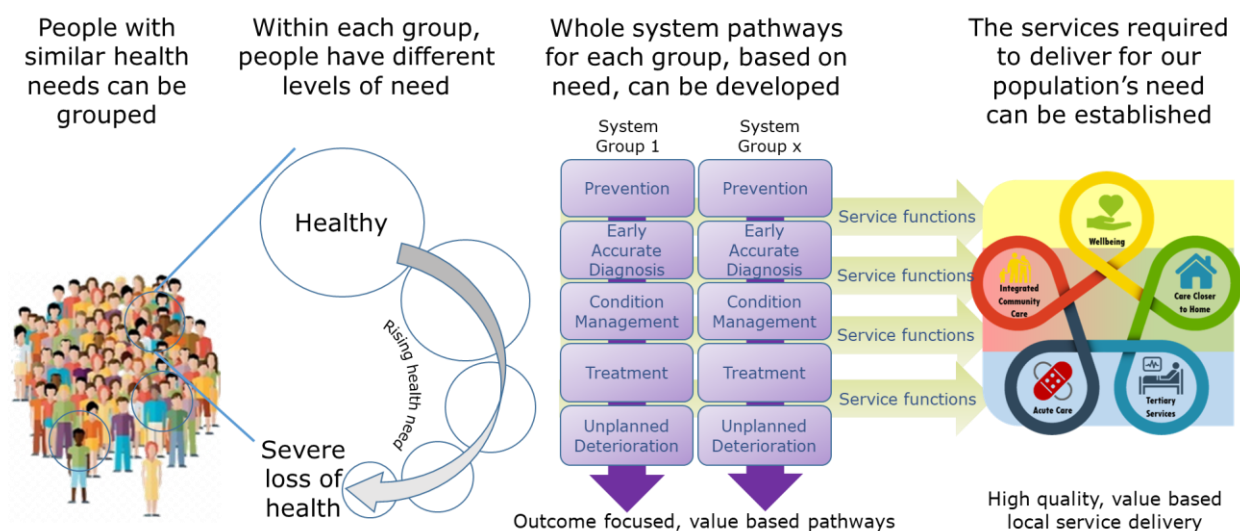 People with
similar health
needs can be
grouped
Within each group,
people have different
levels of need
Healthy
Rising health need
Severe
loss of
health
Whole system pathways
for each group, based on
need, can be developed
System
Group 1
System
Group x
Prevention
Prevention
Early
Accurate
Diagnosis
Early
Accurate
Diagnosis
Condition
Management
Condition
Management
Treatment
Treatment
Unplanned
Deterioration
Unplanned
Deterioration
Service functions
Service functions
Service functions
Service functions
Outcome focused, value based pathways
The services required
to deliver for our
population’s need
can be established
Wellbeing
Integrated
Community
Care
Care Closer
to Home
Acute Care
Tertiary
Services
High quality, value based
local service delivery